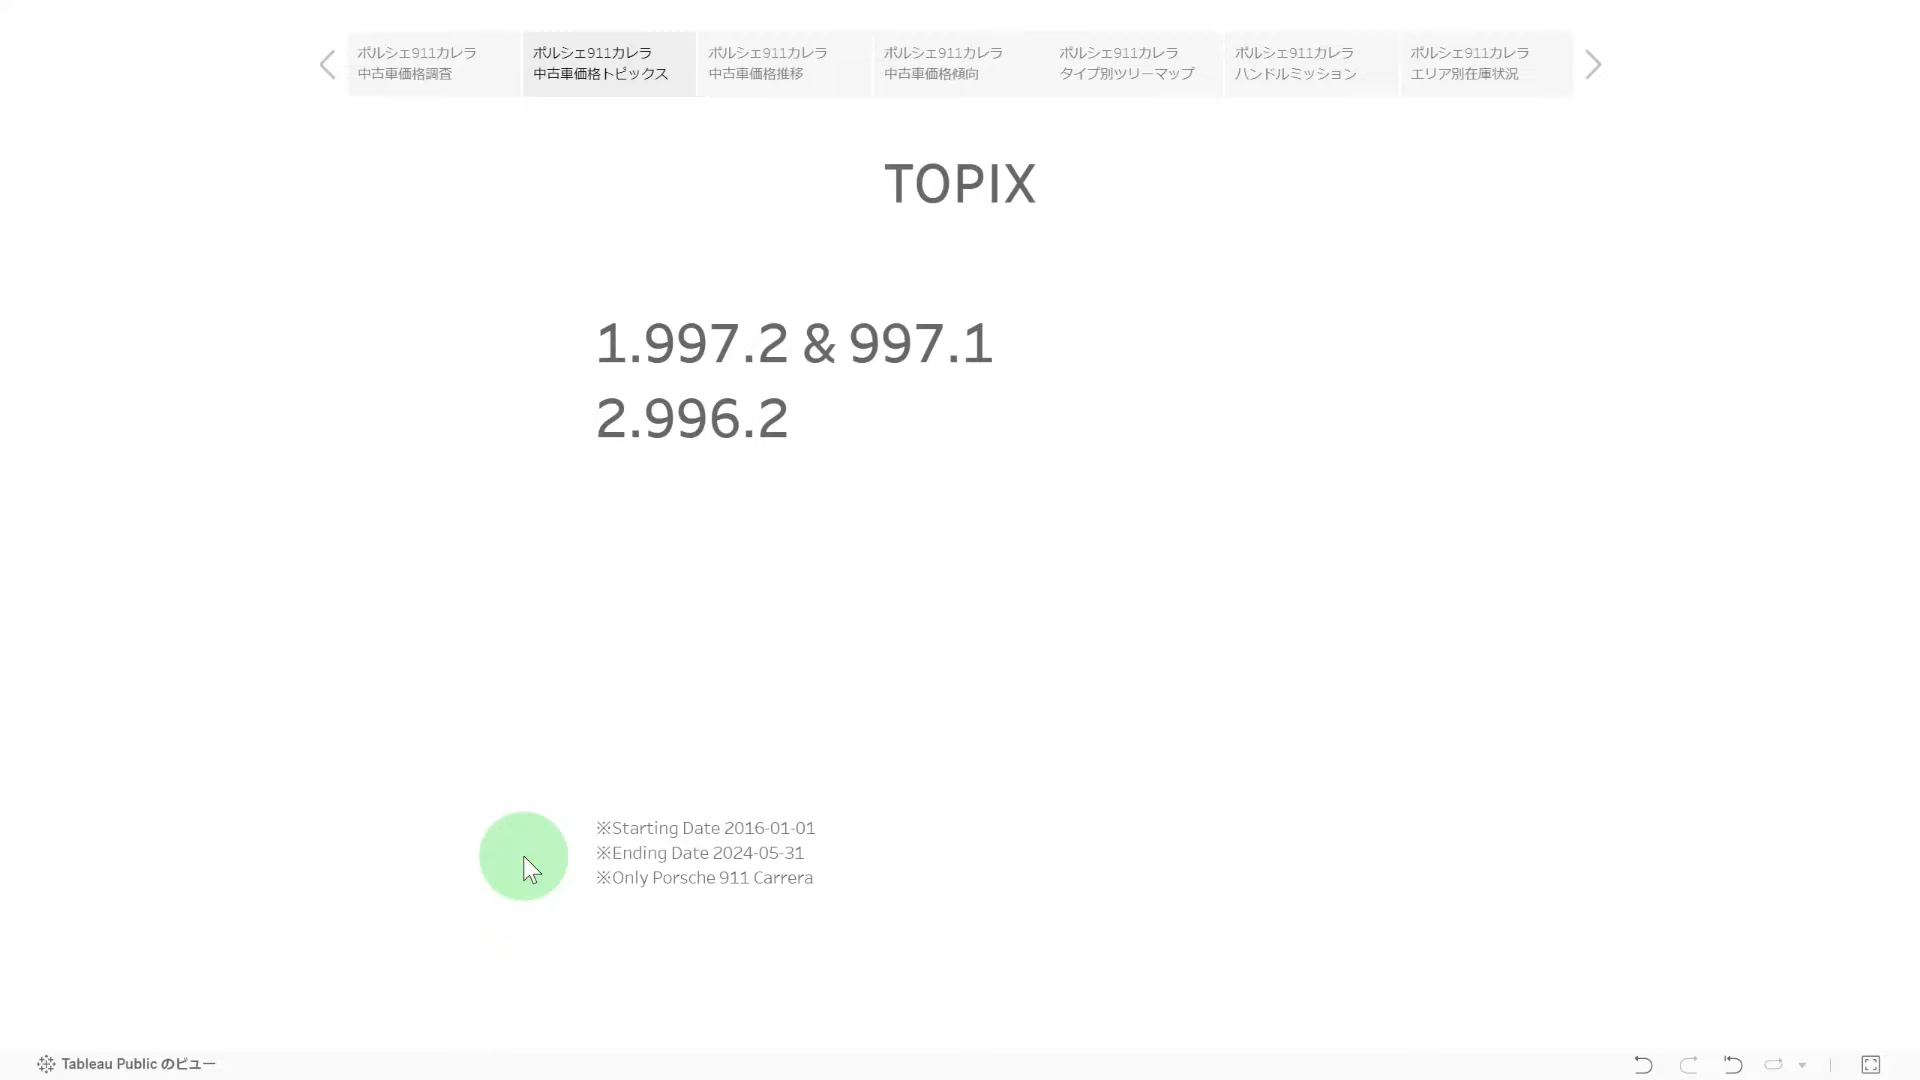 ポルシェ911カレラ
中古車価格調査
ポルシェ911カレラ
中古車価格トピックス
ポルシェ911カレラ
中古車価格推移
ポルシェ911カレラ
中古車価格傾向
ポルシェ911カレラ
タイプ別ツリーマップ
ポルシェ911カレラ
ハンドルミッション
ポルシェ911カレラ
エリア別在庫状況
TOPIX
1.997.2 & 997.1
2.996.2
※Starting Date 2016-01-01
※Ending Date 2024-05-31
※Only Porsche 911 Carrera
Tableau Public のビュー